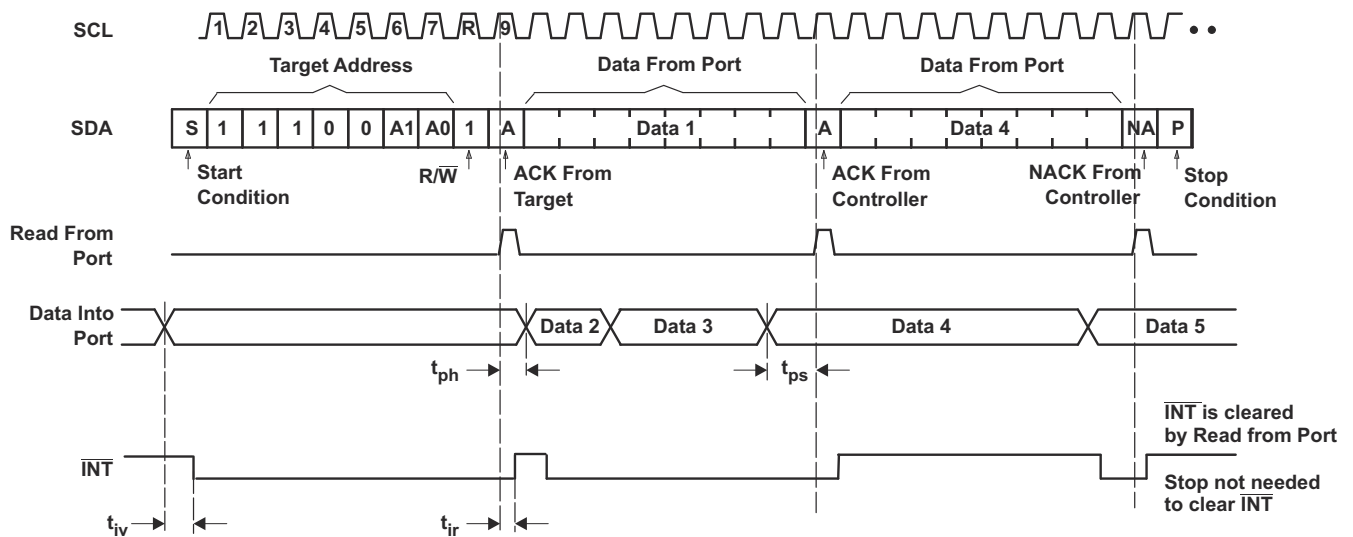 SCL
1 2 3 4 5 6 7 R 9
Target Address
Data From Port
Data From Port
SDA
S 1 1 1 0 0 A1 A0 1 A Data 1 A Data 4 NA P
Start
Condition
R/W
ACK From
Target
ACK From
Controller
NACK From
Controller
Stop
Condition
Read From
Port
Data Into
Port
Data 2
Data 3
Data 4
Data 5
tph
tps
INT is cleared
by Read from Port
INT
Stop not needed
to clear INT
tiv
tir